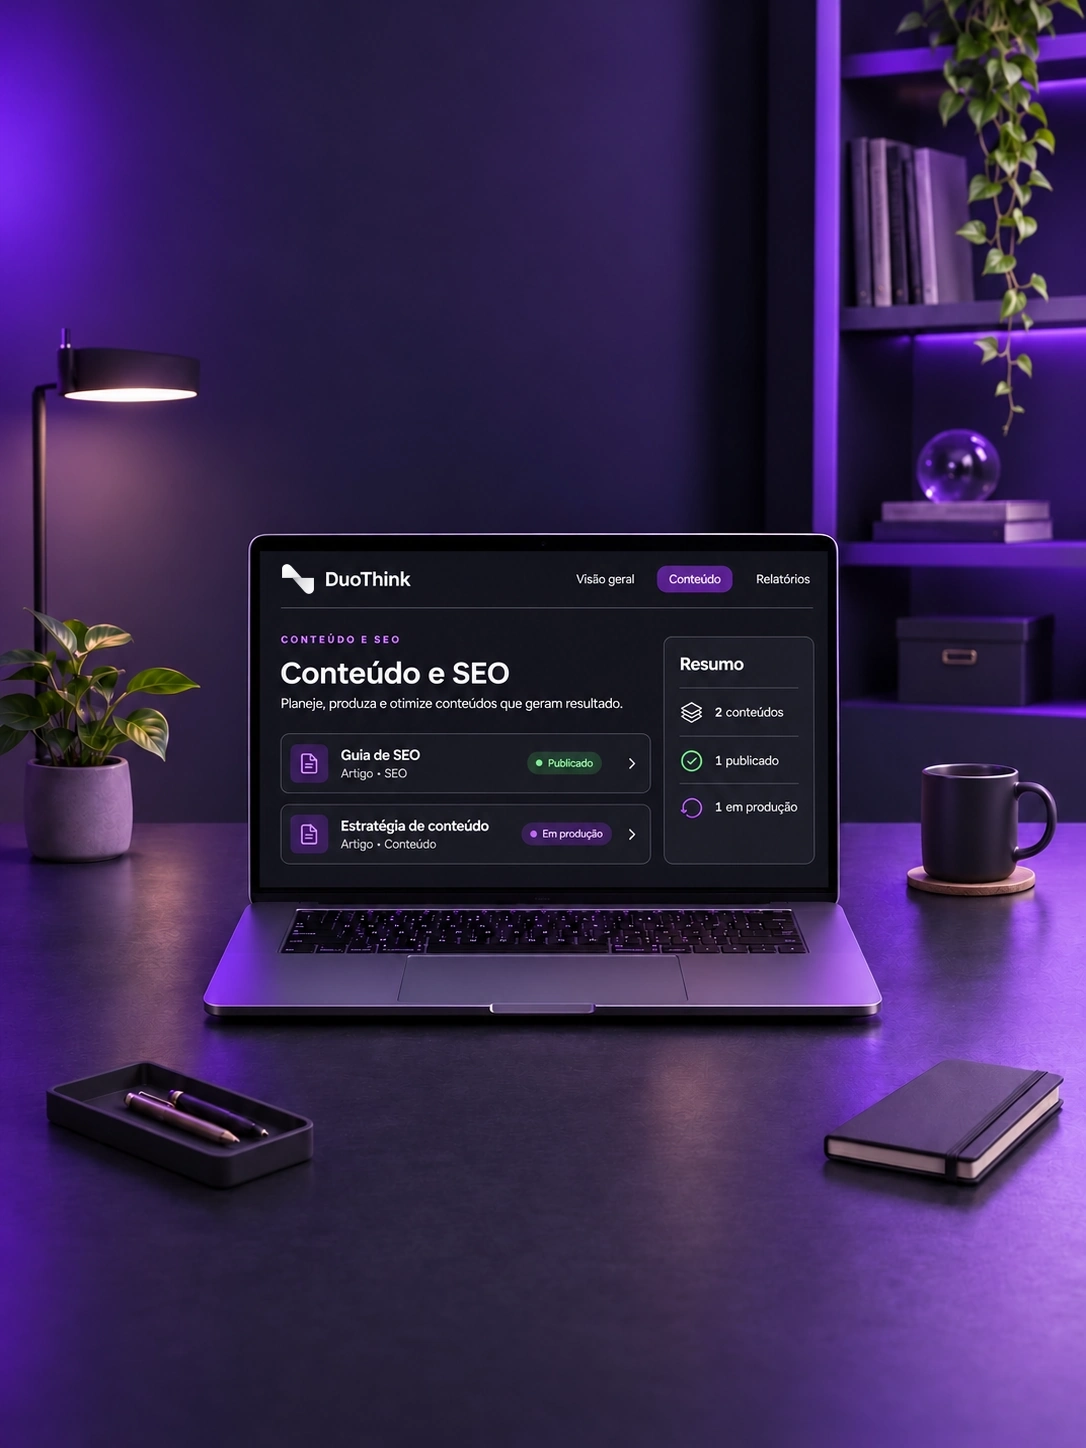 DuoThink
Visão geral
Conteúdo
Relatórios
CONTEÚDO E SEO
Conteúdo e SEO
Planeje, produza e otimize conteúdos que geram resultado.
Guia de SEO
Artigo • SEO
Publicado
Estratégia de conteúdo
Artigo • Conteúdo
Em produção
Resumo
2 conteúdos
1 publicado
1 em produção